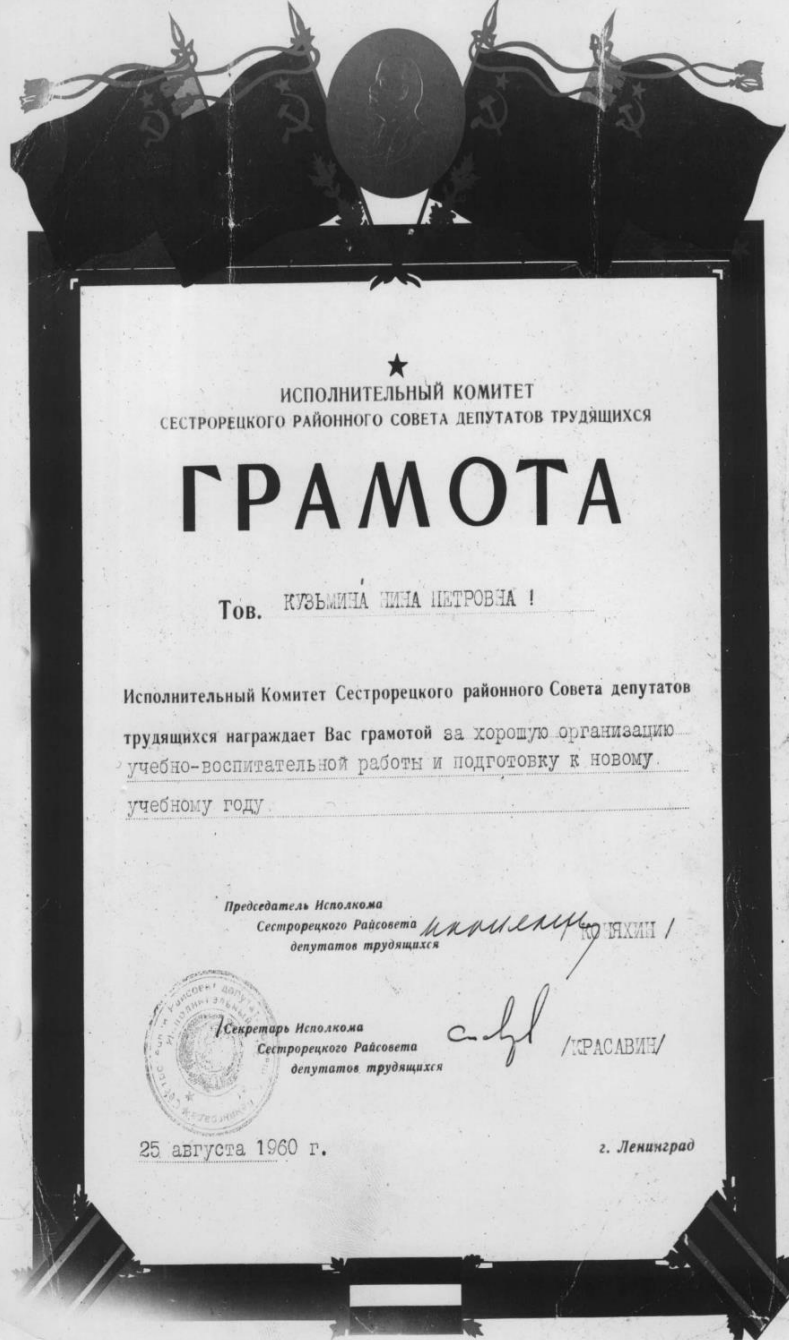 ИСПОЛНИТЕЛЬНЫЙ КОМИТЕТ
СЕСТРОРЕЦКОГО РАЙОННОГО СОВЕТА ДЕПУТАТОВ ТРУДЯЩИХСЯ
ГРАМОТА
Тов. КУЗЬМИНА НИНА ПЕТРОВНА !
Исполнительный Комитет Сестрорецкого районного Совета депутатов
трудящихся награждает Вас грамотой за хорошую организацию
учебно-воспитательной работы и подготовку к новому
учебному году
Председатель Исполкома
Сестрорецкого Райсовета
депутатов трудящихся
Секретарь Исполкома
Сестрорецкого Райсовета /КРАСАВИН/
депутатов трудящихся
25 августа 1960 г. г. Ленинград